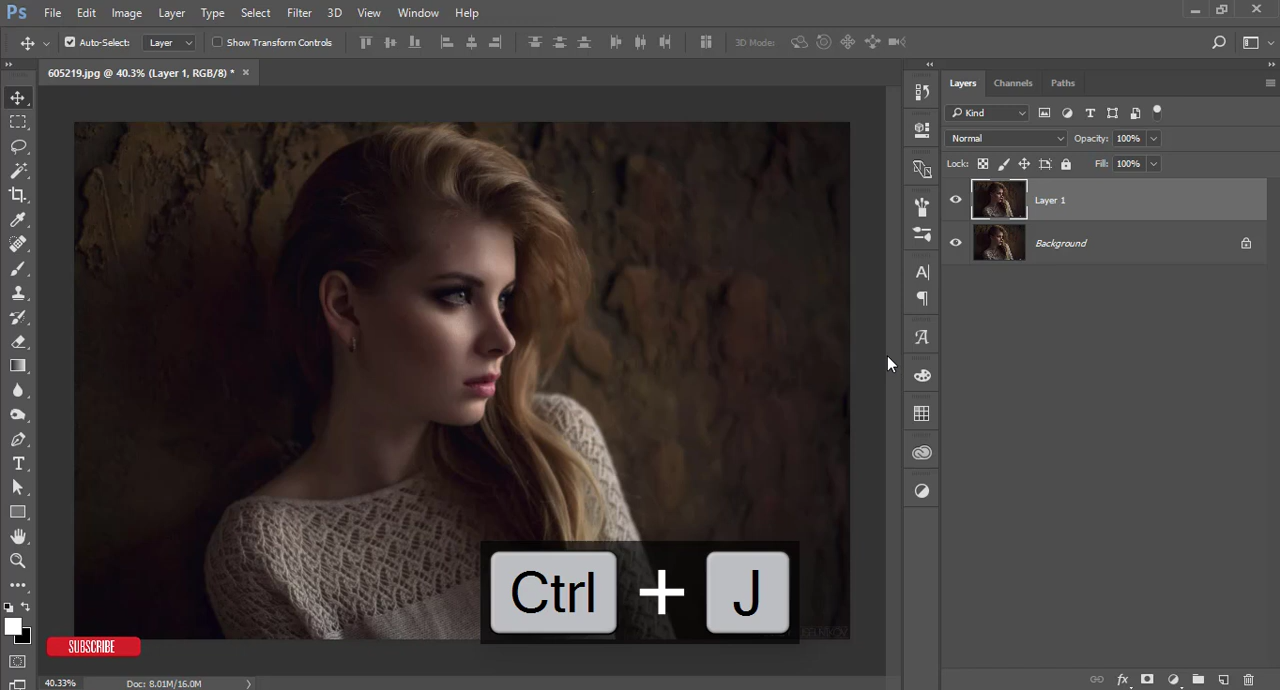 Ps File Edit Image Layer Type Select Filter 3D View Window Help
Auto-Select: Layer Show Transform Controls 3D Mode:
605219.jpg @ 40.3% (Layer 1, RGB/8) * ×
Layers Channels Paths
Kind
Normal Opacity: 100%
Lock: Fill: 100%
Layer 1
Background
Ctrl + J
SUBSCRIBE
40.33% Doc: 8.01M/16.0M
fx